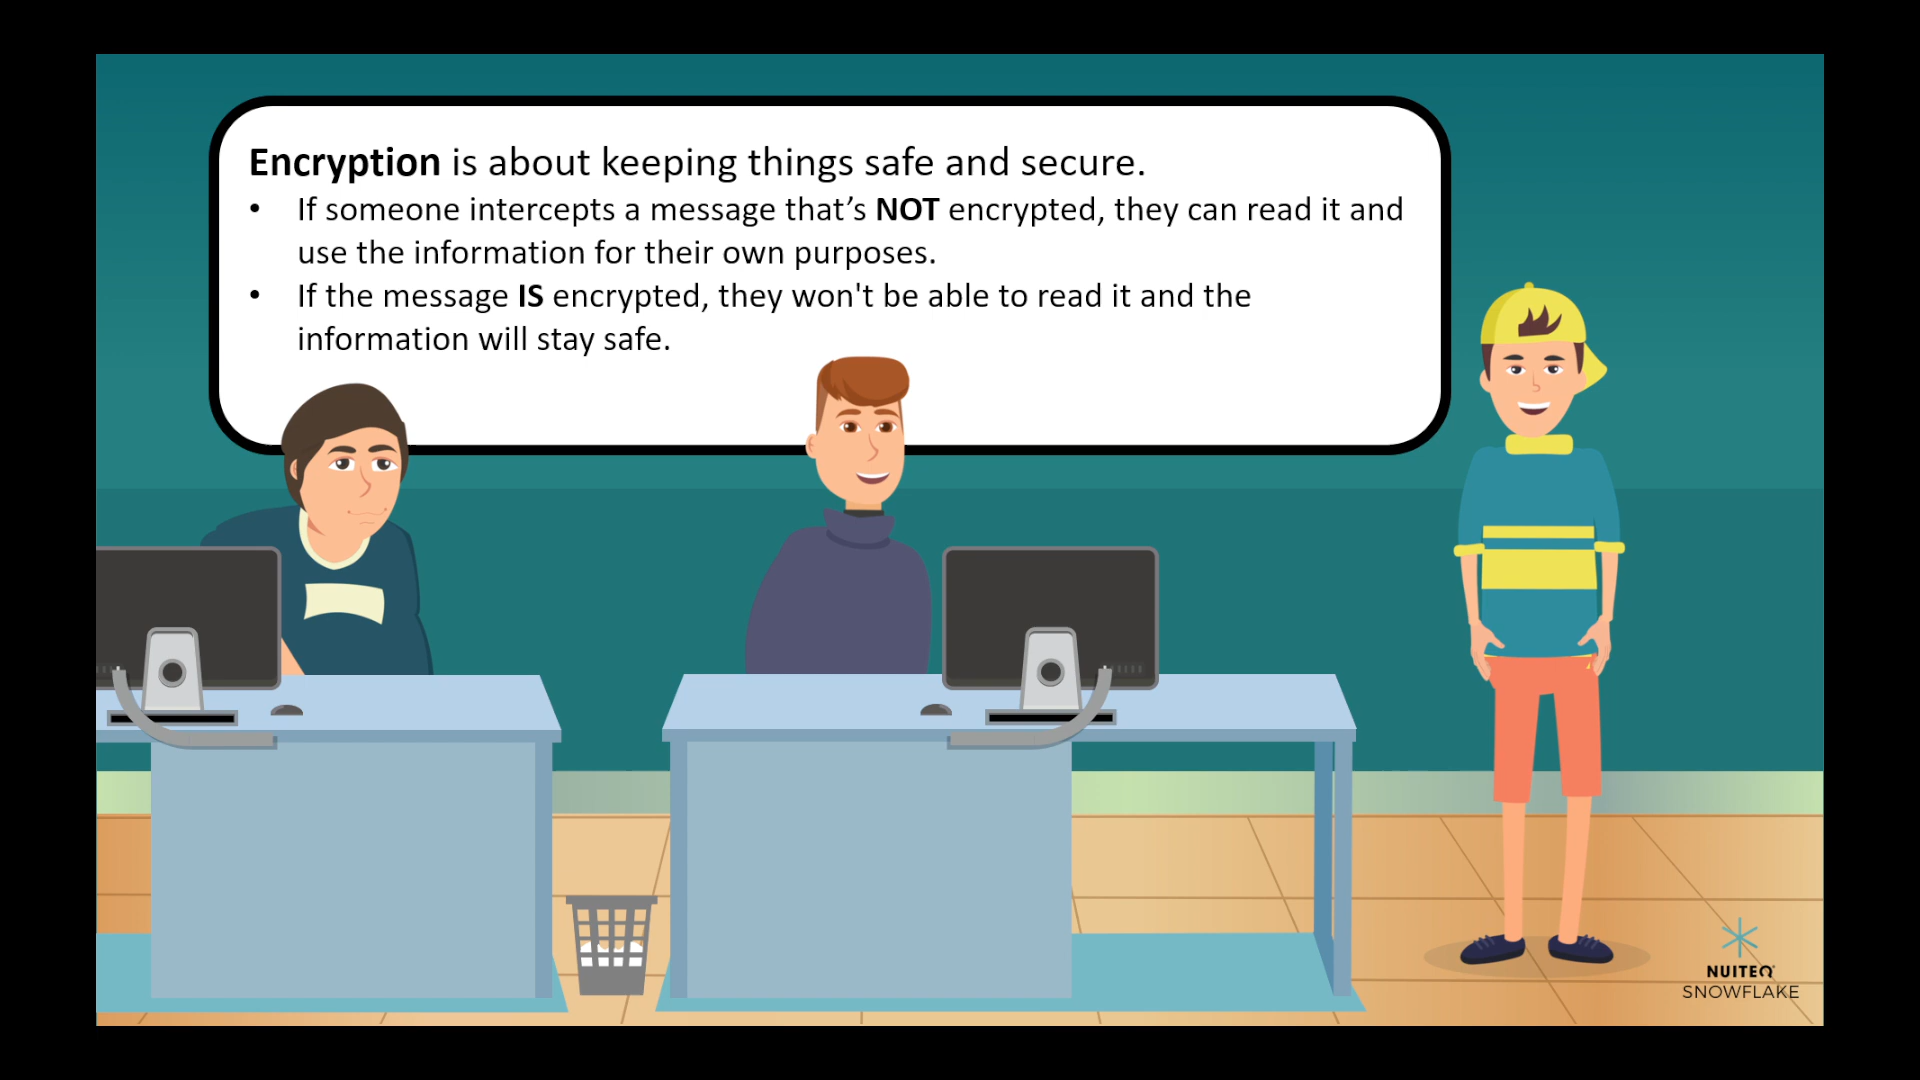 Encryption is about keeping things safe and secure.
• If someone intercepts a message that’s NOT encrypted, they can read it and
use the information for their own purposes.
• If the message IS encrypted, they won't be able to read it and the
information will stay safe.
NUITEQ
SNOWFLAKE